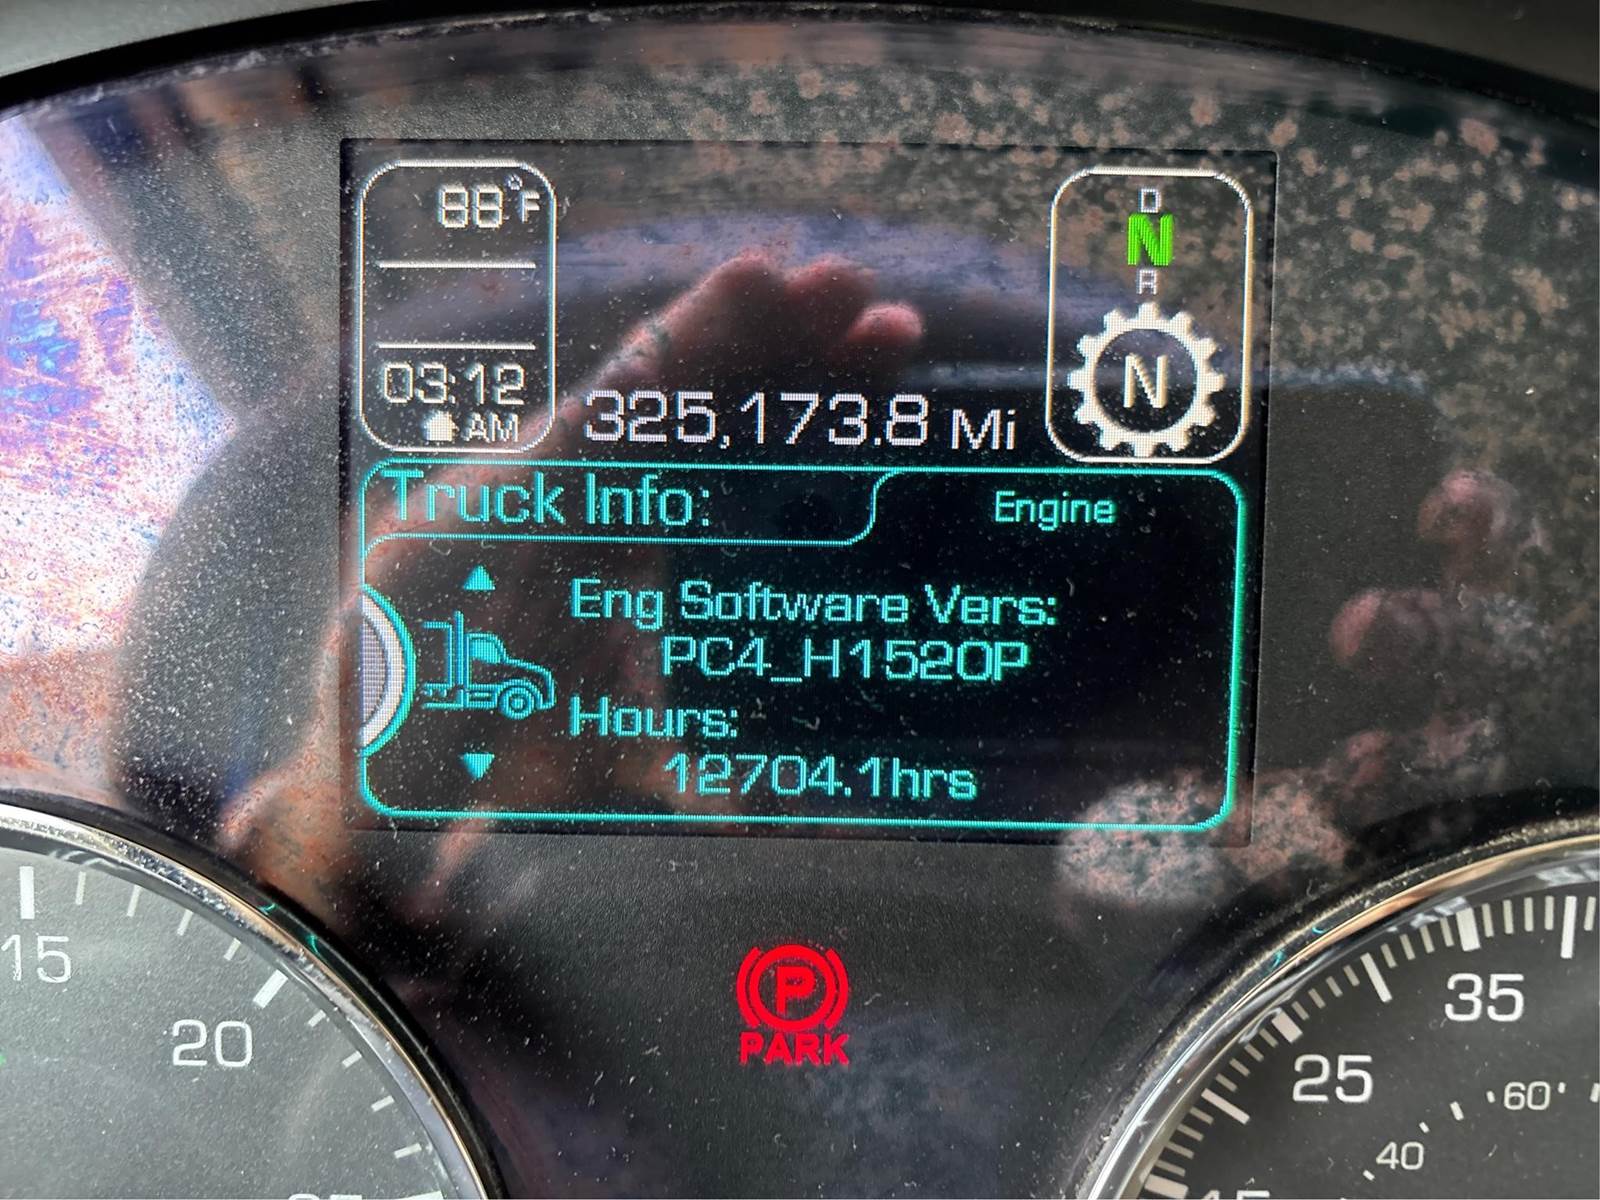 88°F
03:12
AM
325,173.8 Mi
D
N
R
N
Truck Info:
Engine
Eng Software Vers:
PC4_H1520P
Hours:
12704.1hrs
P
PARK
15
20
35
25
60
40